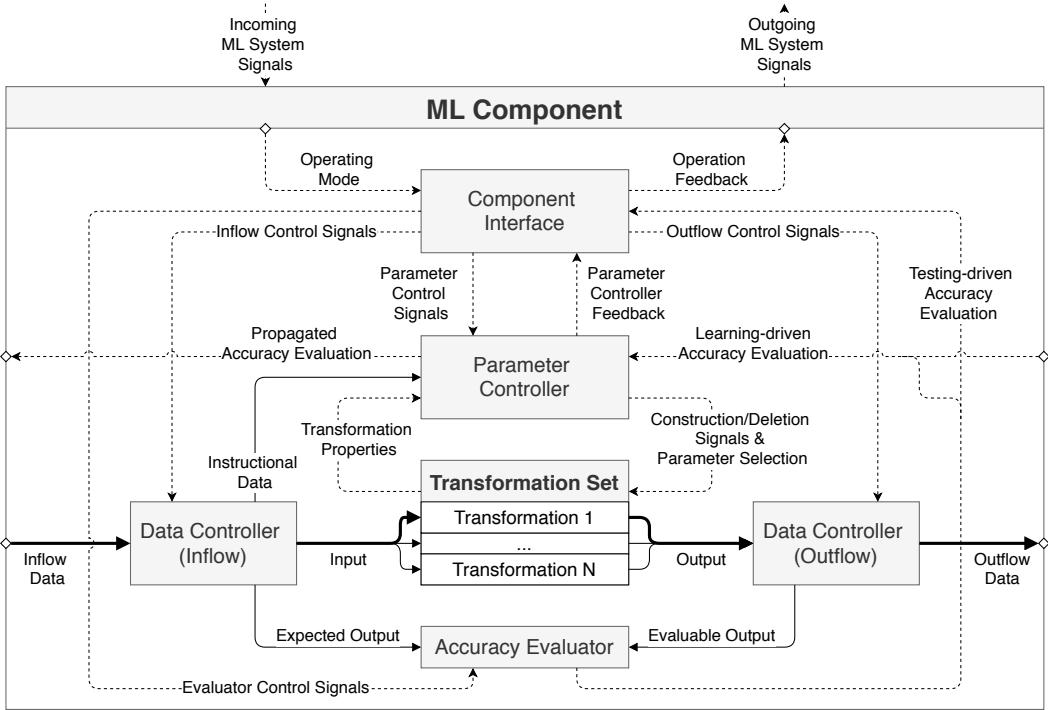 Incoming
ML System
Signals
Outgoing
ML System
Signals
ML Component
Operating
Mode
Operation
Feedback
Component
Interface
Inflow Control Signals
Outflow Control Signals
Parameter
Control
Signals
Parameter
Controller
Feedback
Testing-driven
Accuracy
Evaluation
Propagated
Accuracy Evaluation
Learning-driven
Accuracy Evaluation
Parameter
Controller
Transformation
Properties
Construction/Deletion
Signals &
Parameter Selection
Instructional
Data
Transformation Set
Transformation 1
...
Transformation N
Data Controller
(Inflow)
Data Controller
(Outflow)
Inflow
Data
Input
Output
Outflow
Data
Expected Output
Accuracy Evaluator
Evaluable Output
Evaluator Control Signals